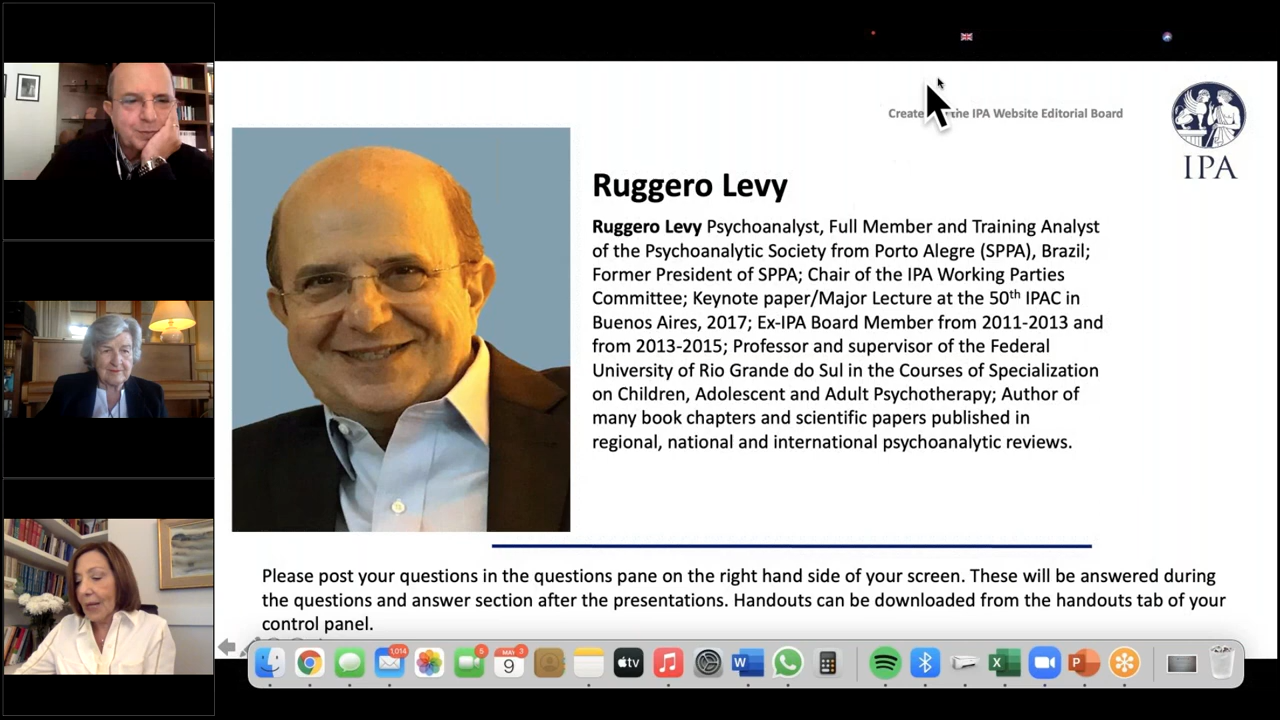 Create the IPA Website Editorial Board
IPA
Ruggero Levy
Ruggero Levy Psychoanalyst, Full Member and Training Analyst
of the Psychoanalytic Society from Porto Alegre (SPPA), Brazil;
Former President of SPPA; Chair of the IPA Working Parties
Committee; Keynote paper/Major Lecture at the 50th IPAC in
Buenos Aires, 2017; Ex-IPA Board Member from 2011-2013 and
from 2013-2015; Professor and supervisor of the Federal
University of Rio Grande do Sul in the Courses of Specialization
on Children, Adolescent and Adult Psychotherapy; Author of
many book chapters and scientific papers published in
regional, national and international psychoanalytic reviews.
Please post your questions in the questions pane on the right hand side of your screen. These will be answered during
the questions and answer section after the presentations. Handouts can be downloaded from the handouts tab of your
control panel.
1,014
5
MAY 3
9
tv
W
X
P